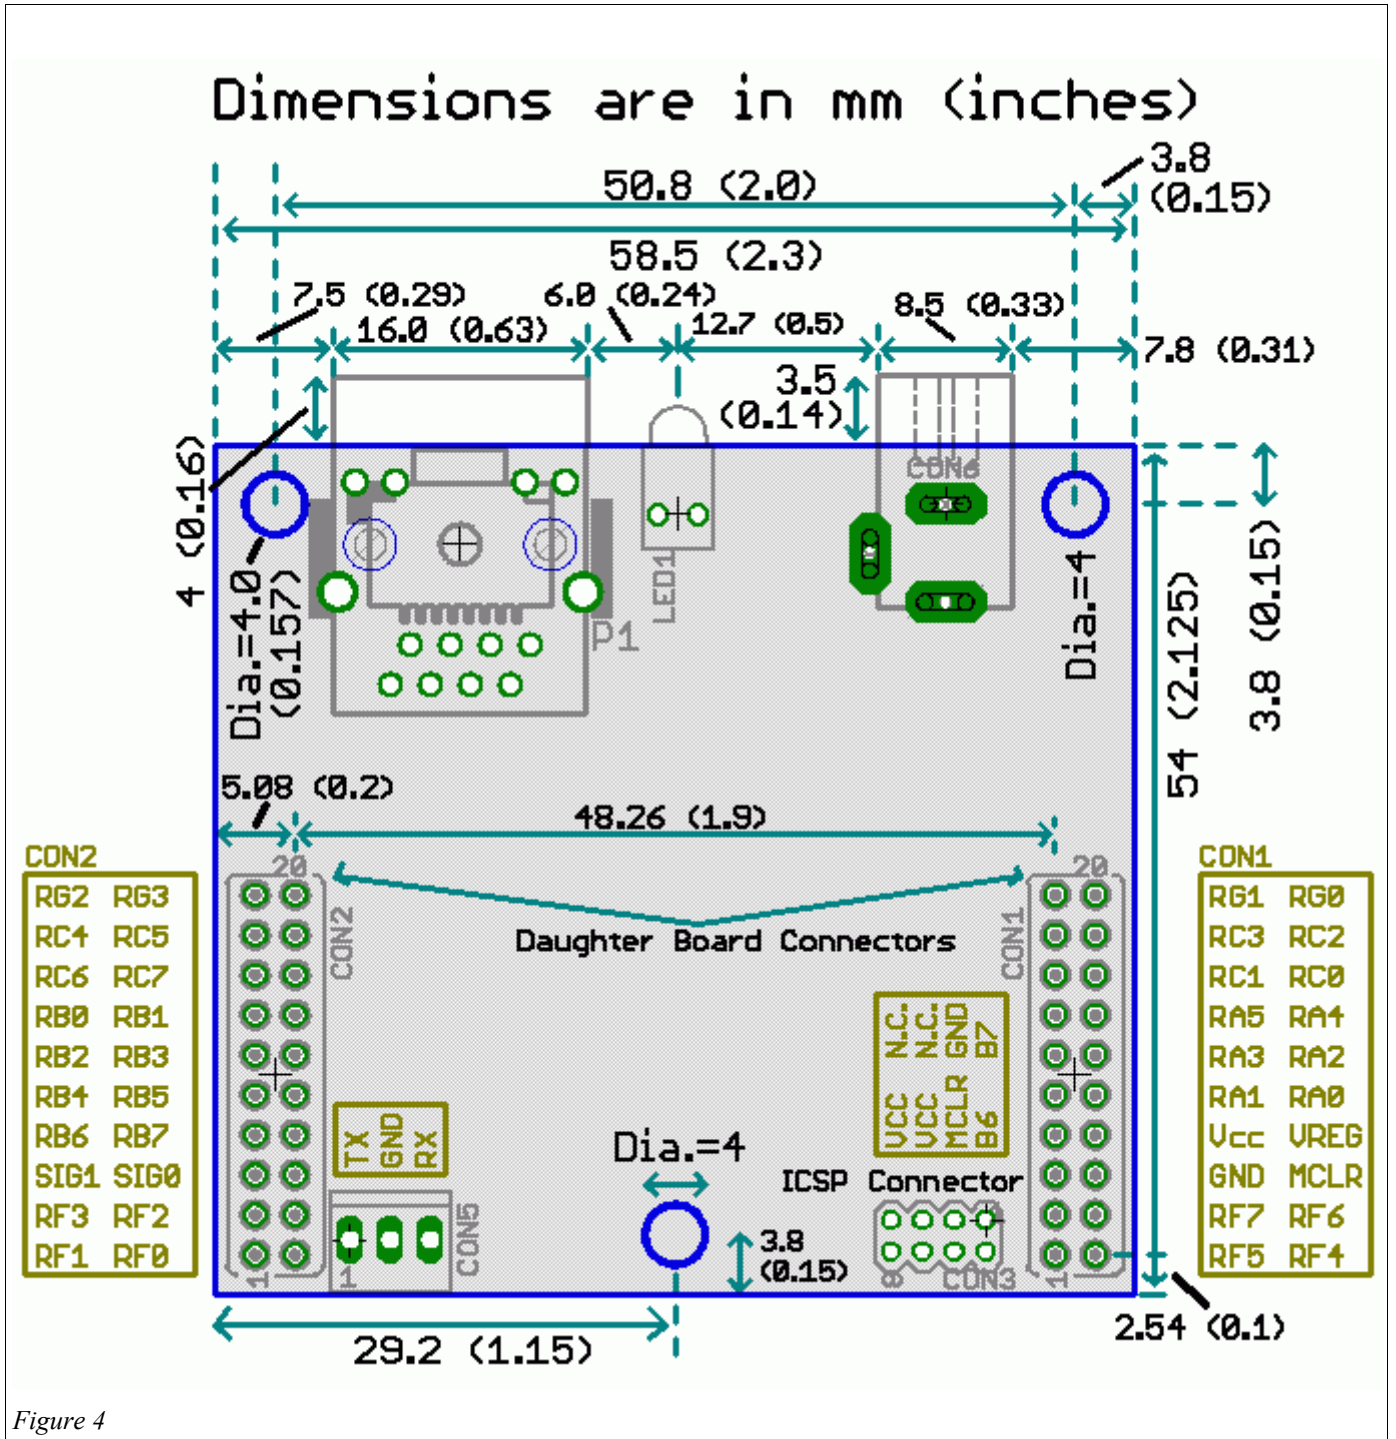 Dimensions are in mm (inches)
3.8
(0.15)
50.8 (2.0)
58.5 (2.3)
7.5 (0.29)
6.0 (0.24)
8.5 (0.33)
16.0 (0.63)
12.7 (0.5)
7.8 (0.31)
3.5
(0.14)
4 (0.16)
CON6
LED1
P1
Dia.=4.0
(0.157)
Dia.=4
54 (2.125)
3.8 (0.15)
5.08 (0.2)
48.26 (1.9)
CON2
RG2 RG3
RC4 RC5
RC6 RC7
RB0 RB1
RB2 RB3
RB4 RB5
RB6 RB7
SIG1 SIG0
RF3 RF2
RF1 RF0
20
CON2
1
Daughter Board Connectors
20
CON1
1
CON1
RG1 RG0
RC3 RC2
RC1 RC0
RA5 RA4
RA3 RA2
RA1 RA0
Vcc VREG
GND MCLR
RF7 RF6
RF5 RF4
VCC N.C.
VCC N.C.
MCLR GND
B6 B7
TX
GND
RX
1
CON5
Dia.=4
ICSP Connector
8
CON3
3.8
(0.15)
2.54 (0.1)
29.2 (1.15)
Figure 4